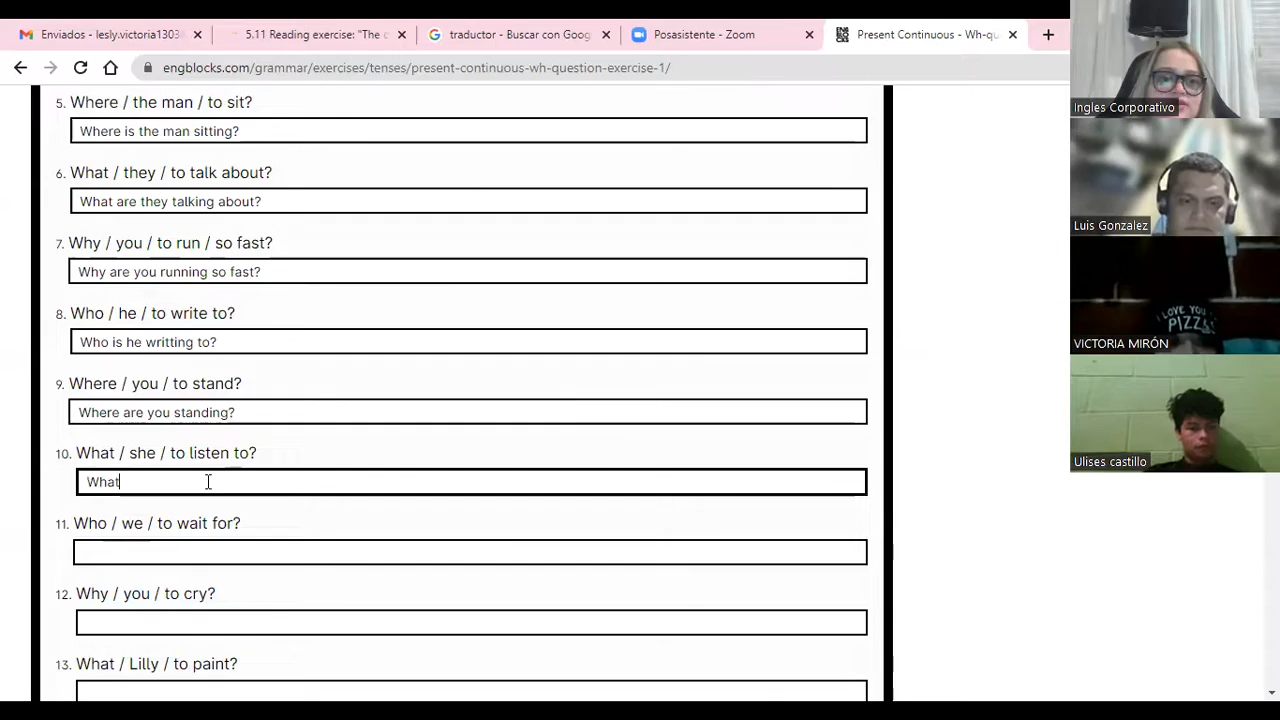 Enviados - lesly.victoria1303
5.11 Reading exercise: "The c
traductor - Buscar con Goog
Posasistente - Zoom
Present Continuous - Wh-qu
engblocks.com/grammar/exercises/tenses/present-continuous-wh-question-exercise-1/
5. Where / the man / to sit?
Where is the man sitting?
6. What / they / to talk about?
What are they talking about?
7. Why / you / to run / so fast?
Why are you running so fast?
8. Who / he / to write to?
Who is he writting to?
9. Where / you / to stand?
Where are you standing?
10. What / she / to listen to?
What
11. Who / we / to wait for?
12. Why / you / to cry?
13. What / Lilly / to paint?
Ingles Corporativo
Luis Gonzalez
I LOVE YOU
PIZZA
VICTORIA MIRÓN
Ulises castillo